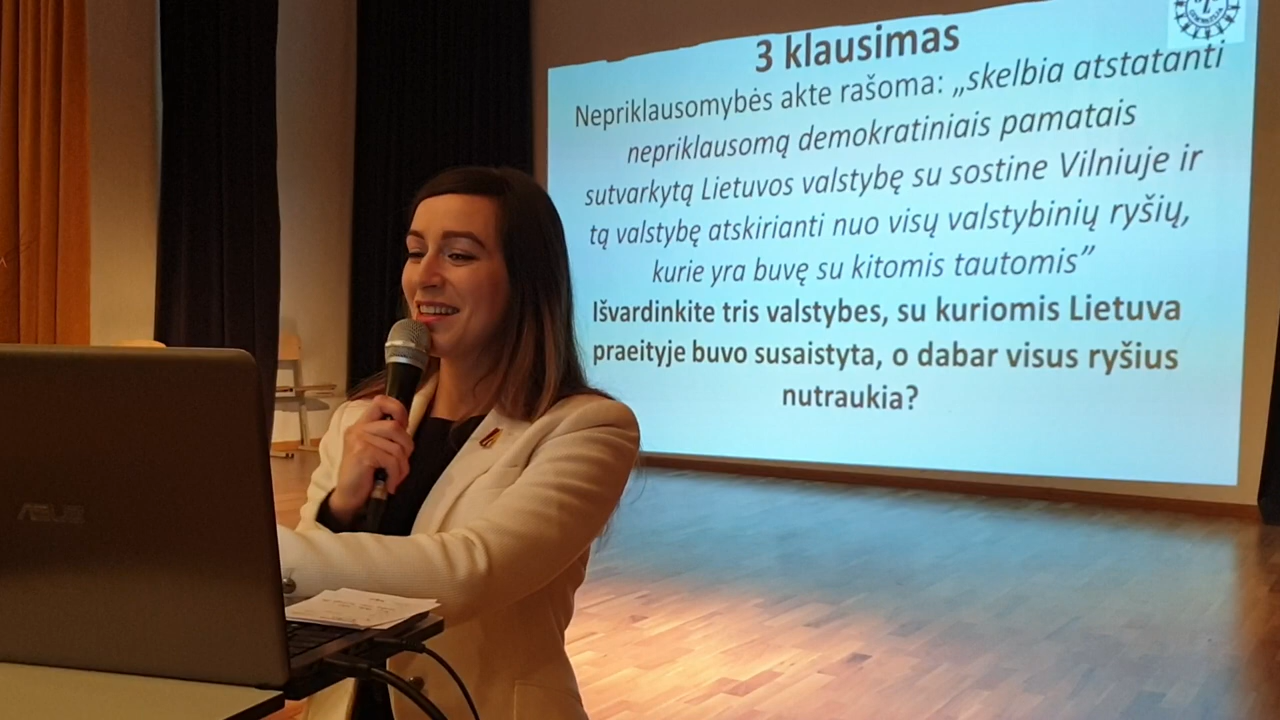 3 klausimas
Nepriklausomybės akte rašoma: „skelbia atstatanti
nepriklausomą demokratiniais pamatais
sutvarkytą Lietuvos valstybę su sostine Vilniuje ir
tą valstybę atskirianti nuo visų valstybinių ryšių,
kurie yra buvę su kitomis tautomis”
Išvardinkite tris valstybes, su kuriomis Lietuva
praeityje buvo susaistyta, o dabar visus ryšius
nutraukia?
ASUS